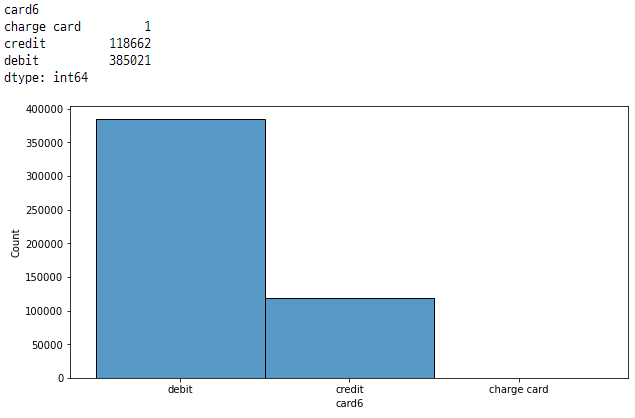 card6
charge card 1
credit 118662
debit 385021
dtype: int64
400000
350000
300000
250000
200000
150000
100000
50000
0
Count
debit credit charge card
card6